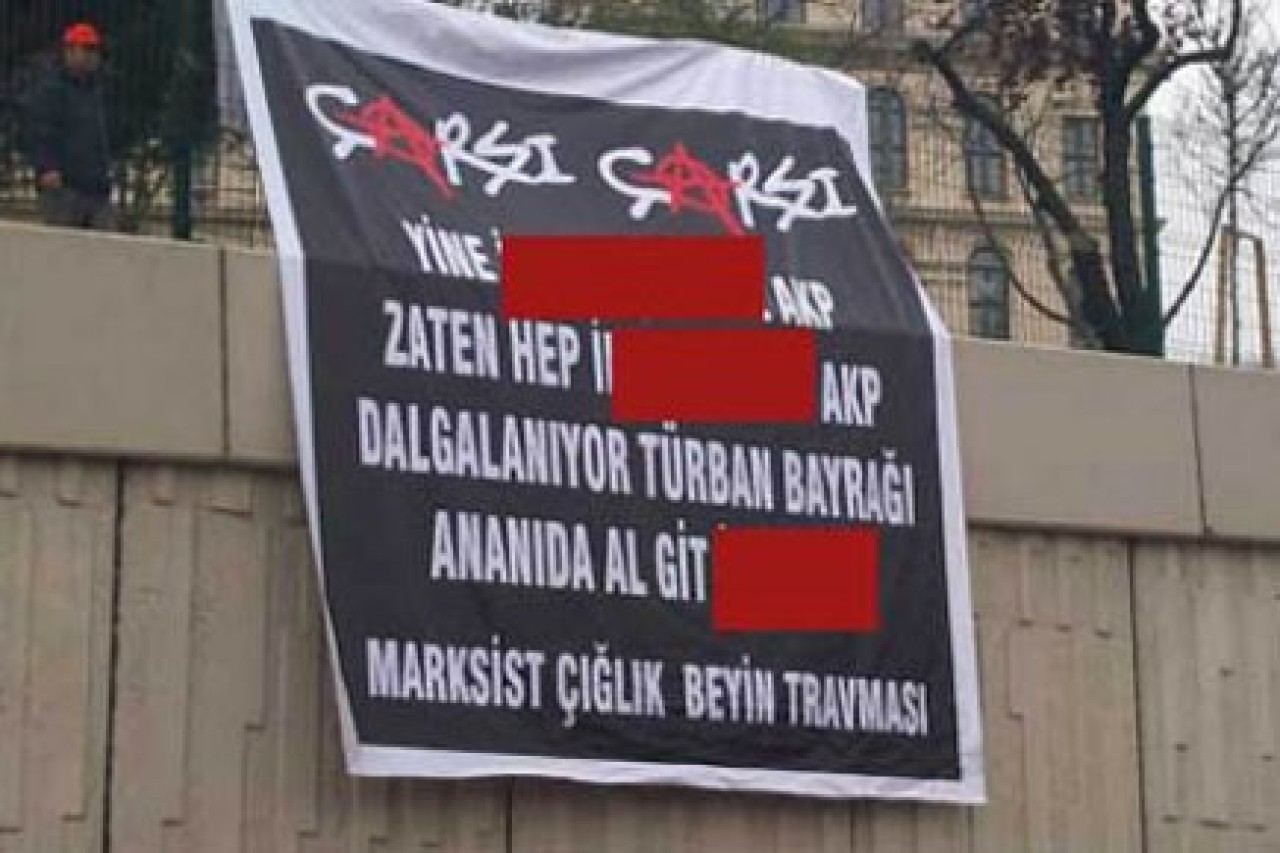 ÇARŞI ÇARŞI
YİNE AKP
ZATEN HEP AKP
DALGALANIYOR TÜRBAN BAYRAĞI
ANANIDA AL GİT
MARKSİST ÇIĞLIK BEYİN TRAVMASI